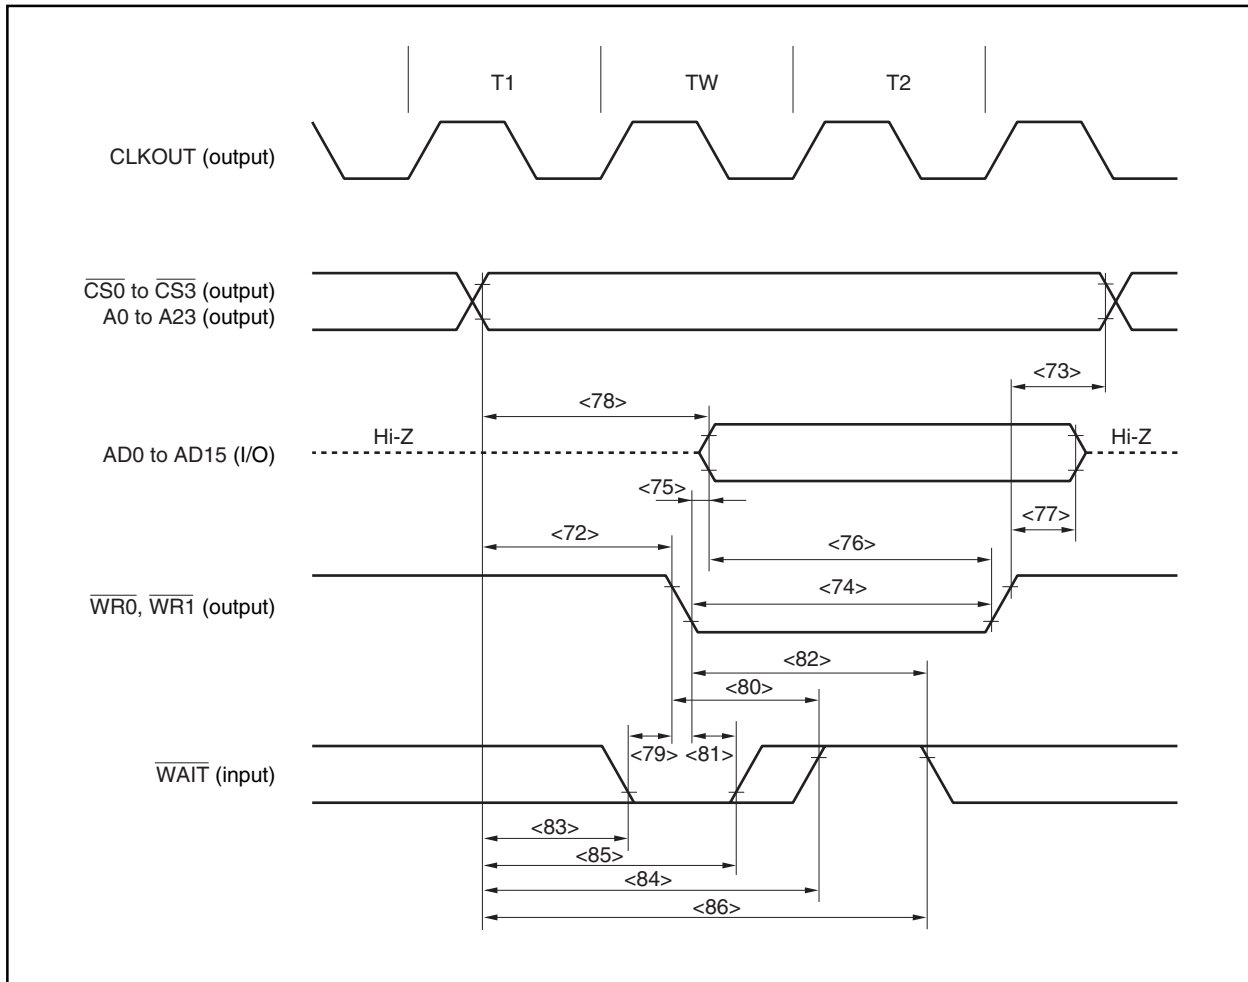 T1 TW T2
CLKOUT (output)
CS0 to CS3 (output)
A0 to A23 (output)
<73>
<78>
Hi-Z Hi-Z
AD0 to AD15 (I/O)
<75>
<77>
<72> <76>
<74>
WR0, WR1 (output)
<82>
<80>
<79> <81>
WAIT (input)
<83>
<85>
<84>
<86>